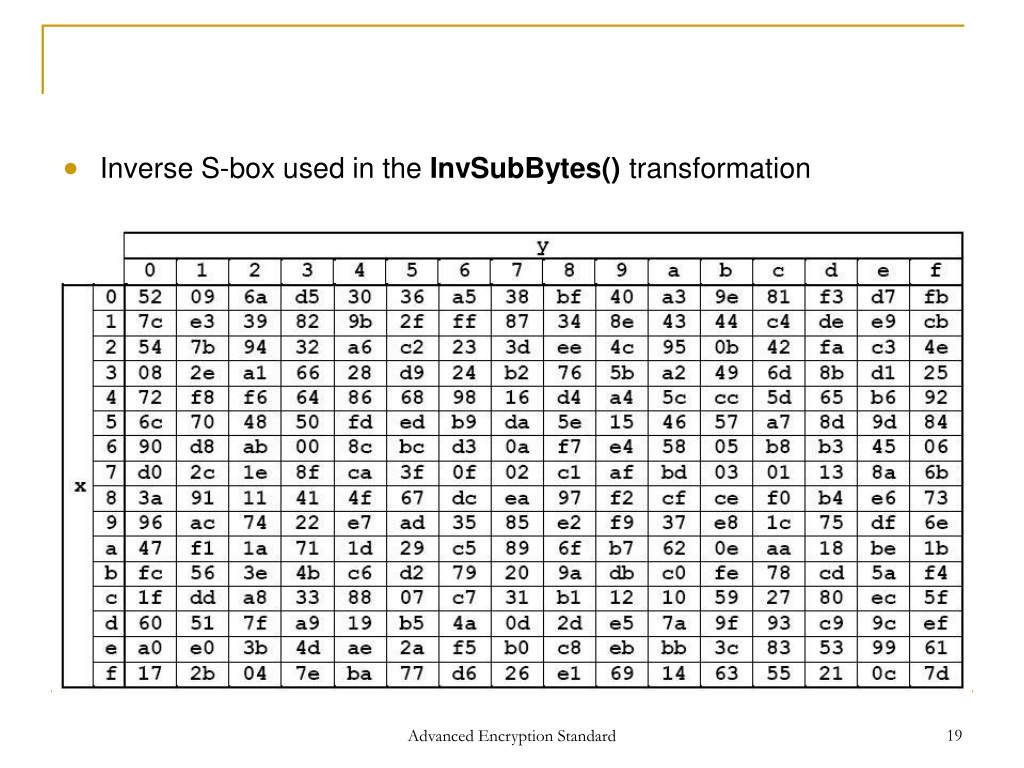 Inverse S-box used in the InvSubBytes() transformation
y
0 1 2 3 4 5 6 7 8 9 a b c d e f
0 52 09 6a d5 30 36 a5 38 bf 40 a3 9e 81 f3 d7 fb
1 7c e3 39 82 9b 2f ff 87 34 8e 43 44 c4 de e9 cb
2 54 7b 94 32 a6 c2 23 3d ee 4c 95 0b 42 fa c3 4e
3 08 2e a1 66 28 d9 24 b2 76 5b a2 49 6d 8b d1 25
4 72 f8 f6 64 86 68 98 16 d4 a4 5c cc 5d 65 b6 92
5 6c 70 48 50 fd ed b9 da 5e 15 46 57 a7 8d 9d 84
6 90 d8 ab 00 8c bc d3 0a f7 e4 58 05 b8 b3 45 06
7 d0 2c 1e 8f ca 3f 0f 02 c1 af bd 03 01 13 8a 6b
x
8 3a 91 11 41 4f 67 dc ea 97 f2 cf ce f0 b4 e6 73
9 96 ac 74 22 e7 ad 35 85 e2 f9 37 e8 1c 75 df 6e
a 47 f1 1a 71 1d 29 c5 89 6f b7 62 0e aa 18 be 1b
b fc 56 3e 4b c6 d2 79 20 9a db c0 fe 78 cd 5a f4
c 1f dd a8 33 88 07 c7 31 b1 12 10 59 27 80 ec 5f
d 60 51 7f a9 19 b5 4a 0d 2d e5 7a 9f 93 c9 9c ef
e a0 e0 3b 4d ae 2a f5 b0 c8 eb bb 3c 83 53 99 61
f 17 2b 04 7e ba 77 d6 26 e1 69 14 63 55 21 0c 7d
Advanced Encryption Standard 19